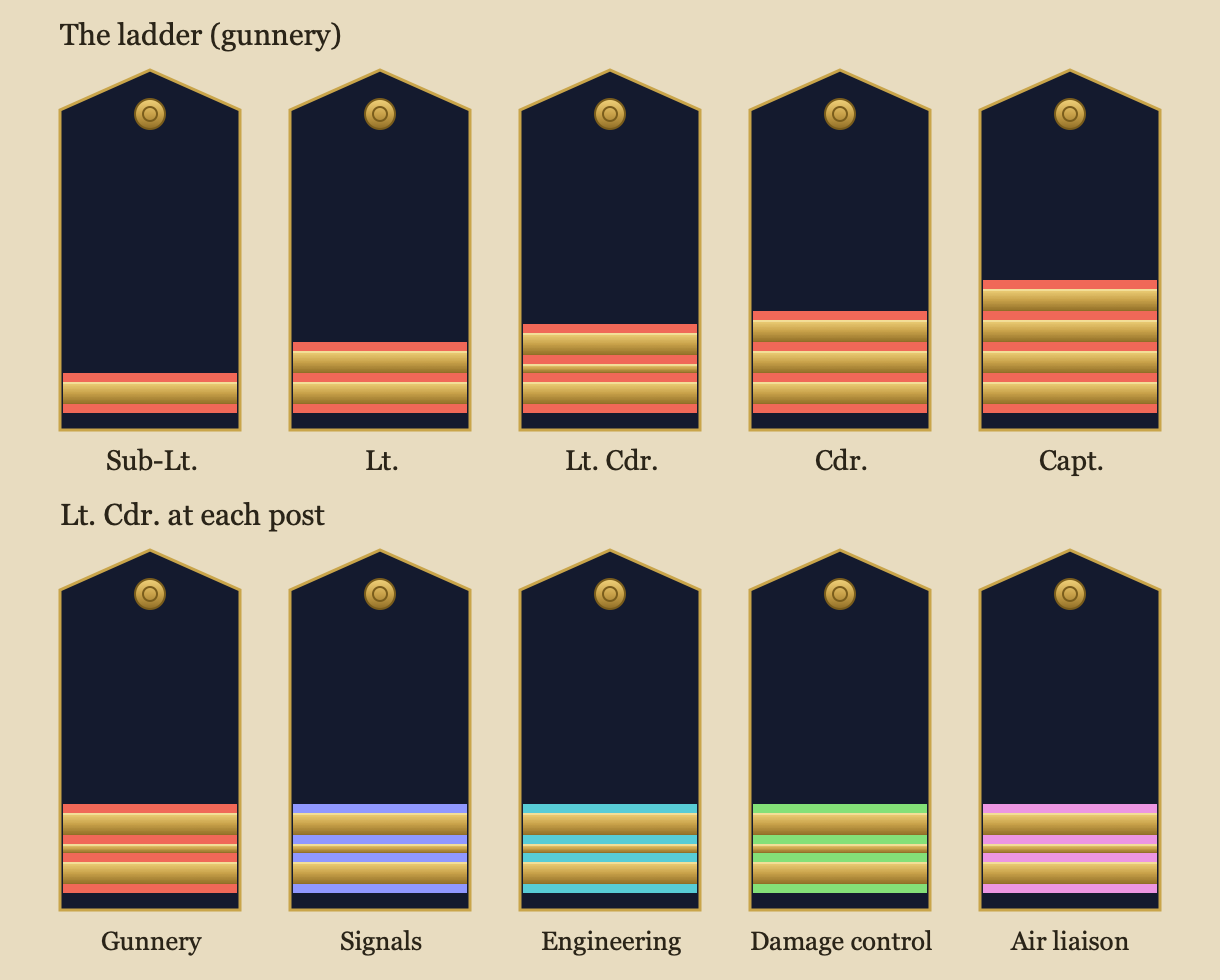 The ladder (gunnery)
Sub-Lt. Lt. Lt. Cdr. Cdr. Capt.
Lt. Cdr. at each post
Gunnery Signals Engineering Damage control Air liaison